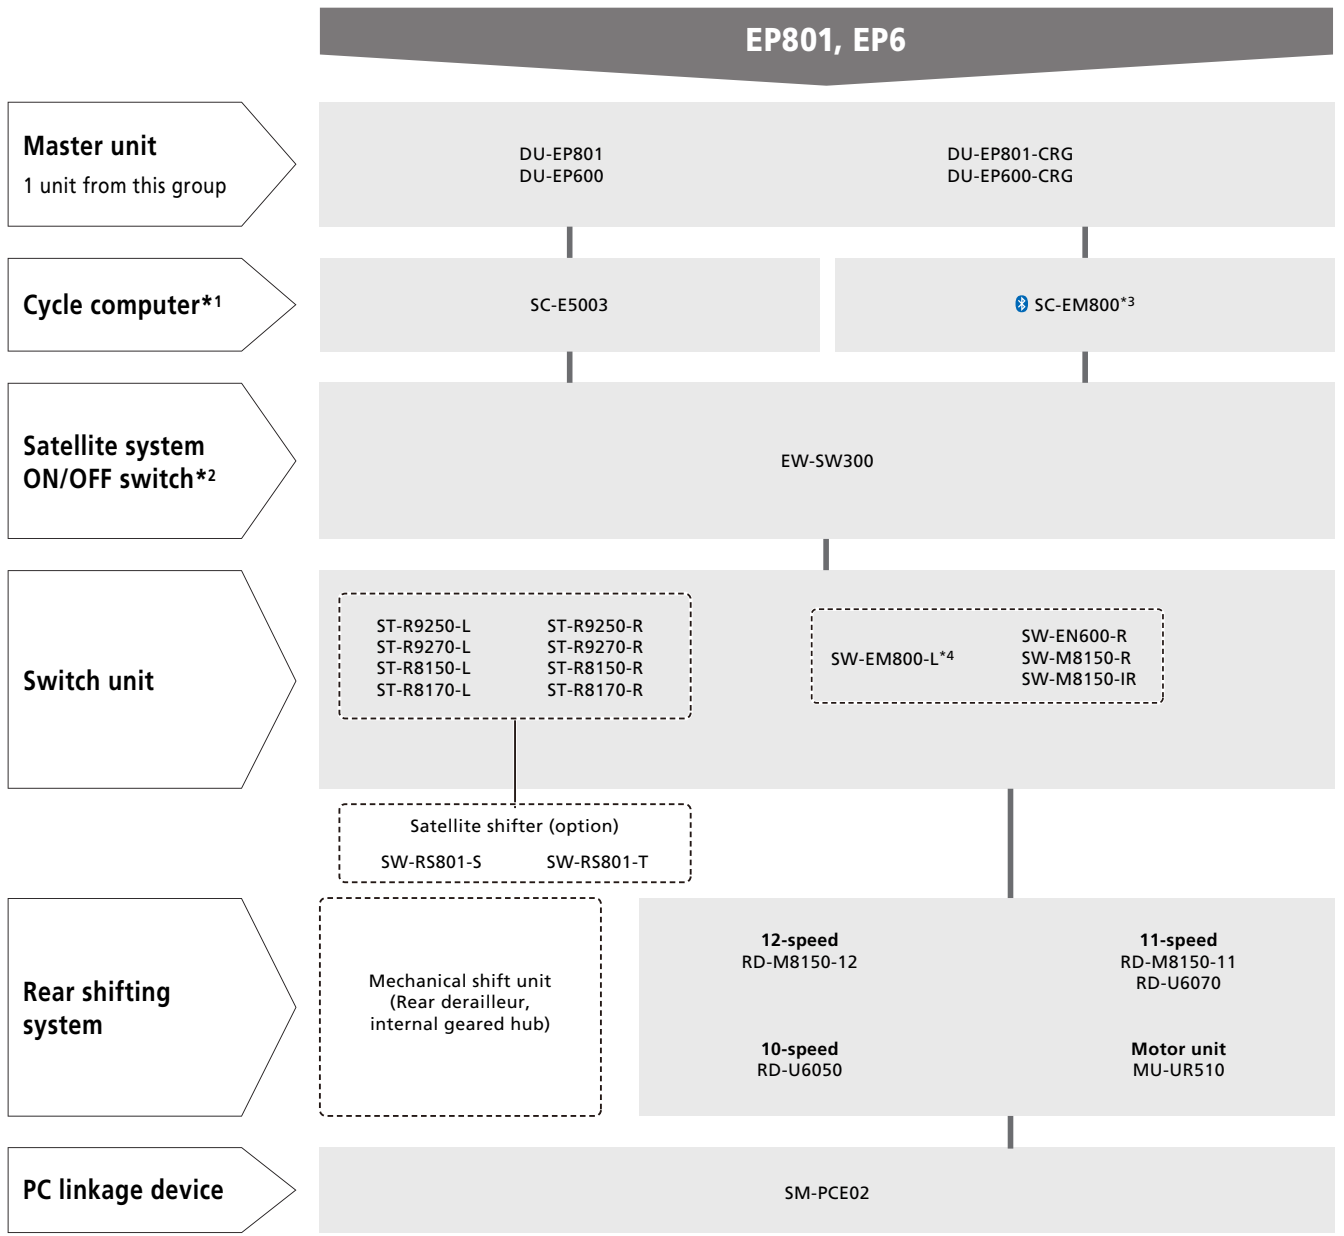 EP801, EP6
Master unit
1 unit from this group
DU-EP801
DU-EP600
DU-EP801-CRG
DU-EP600-CRG
Cycle computer*1
SC-E5003
SC-EM800*3
Satellite system
ON/OFF switch*2
EW-SW300
Switch unit
ST-R9250-L
ST-R9270-L
ST-R8150-L
ST-R8170-L
ST-R9250-R
ST-R9270-R
ST-R8150-R
ST-R8170-R
SW-EM800-L*4
SW-EN600-R
SW-M8150-R
SW-M8150-IR
Satellite shifter (option)
SW-RS801-S
SW-RS801-T
Rear shifting
system
Mechanical shift unit
(Rear derailleur,
internal geared hub)
12-speed
RD-M8150-12
11-speed
RD-M8150-11
RD-U6070
10-speed
RD-U6050
Motor unit
MU-UR510
PC linkage device
SM-PCE02